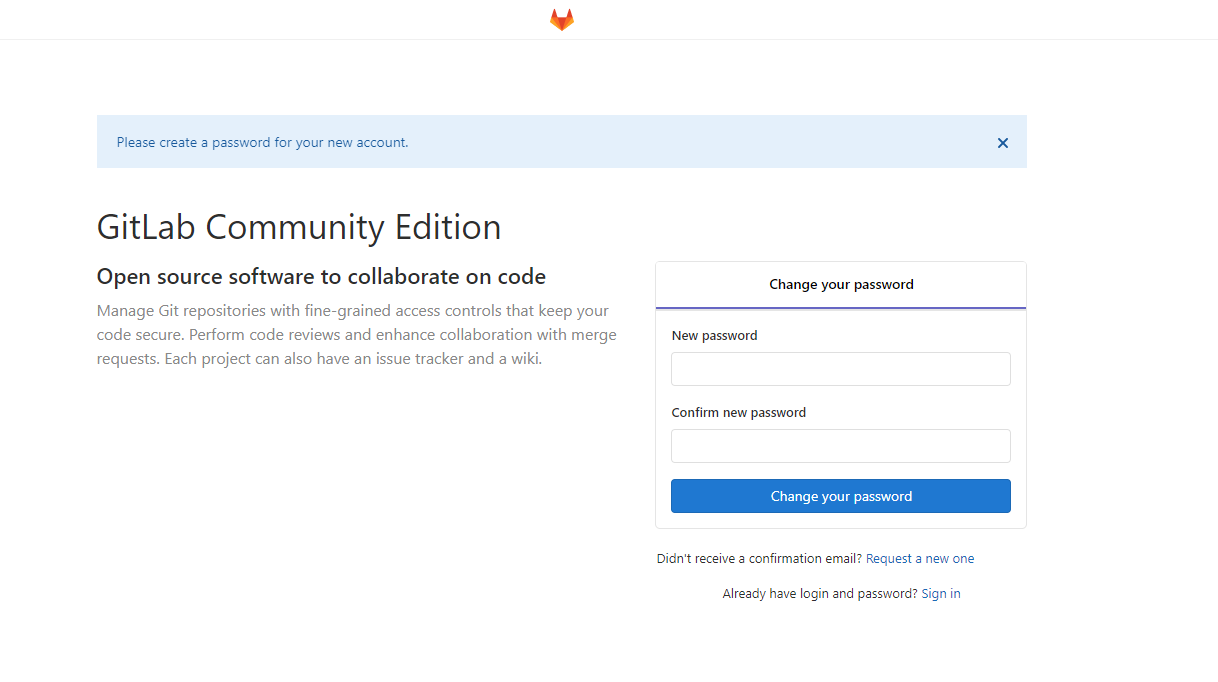 Please create a password for your new account.
GitLab Community Edition
Open source software to collaborate on code
Manage Git repositories with fine-grained access controls that keep your
code secure. Perform code reviews and enhance collaboration with merge
requests. Each project can also have an issue tracker and a wiki.
Change your password
New password
Confirm new password
Change your password
Didn't receive a confirmation email? Request a new one
Already have login and password? Sign in